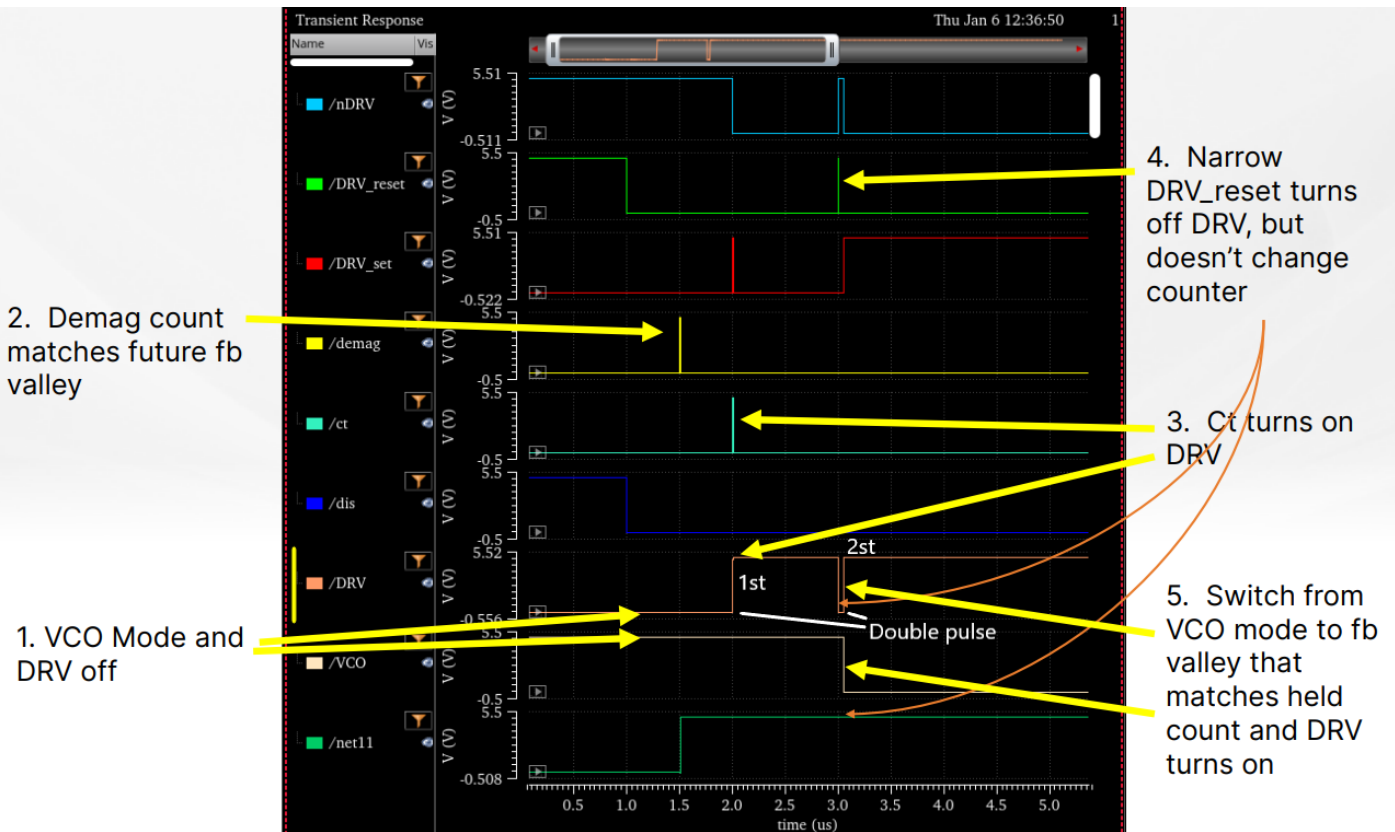 Transient Response
Thu Jan 6 12:36:50
1
Name
Vis
5.51
/nDRV
V (V)
-0.511
5.5
/DRV_reset
V (V)
-0.5
5.51
/DRV_set
V (V)
-0.522
5.5
/demag
V (V)
-0.5
5.5
/ct
V (V)
-0.5
5.5
/dis
V (V)
-0.5
5.52
/DRV
V (V)
-0.556
5.5
/VCO
V (V)
-0.5
5.5
/net11
V (V)
-0.508
0.5 1.0 1.5 2.0 2.5 3.0 3.5 4.0 4.5 5.0
time (us)
1st
2st
Double pulse
1. VCO Mode and
DRV off
2. Demag count
matches future fb
valley
3. Ct turns on
DRV
4. Narrow
DRV_reset turns
off DRV, but
doesn't change
counter
5. Switch from
VCO mode to fb
valley that
matches held
count and DRV
turns on